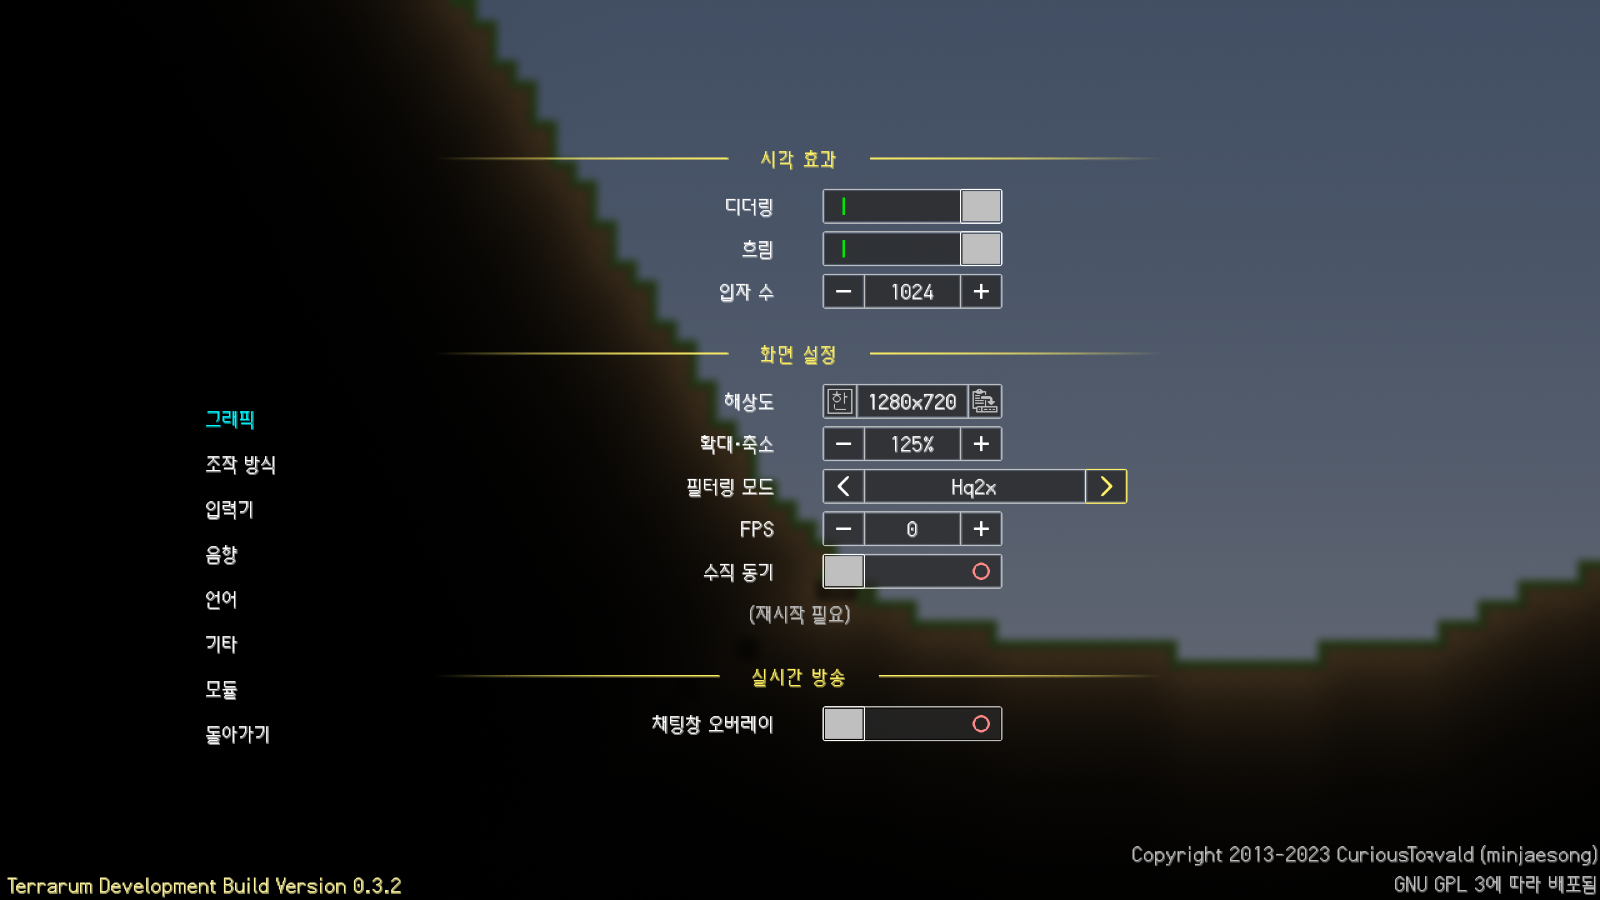 시각 효과
디더링
흐림
입자 수
1024
화면 설정
해상도
한
1280x720
확대·축소
125%
필터링 모드
Hq2x
FPS
0
수직 동기
(재시작 필요)
실시간 방송
채팅창 오버레이
그래픽
조작 방식
입력기
음향
언어
기타
모듈
돌아가기
Copyright 2013-2023 CuriousTorvald (minjaesong)
Terrarum Development Build Version 0.3.2
GNU GPL 3에 따라 배포됨